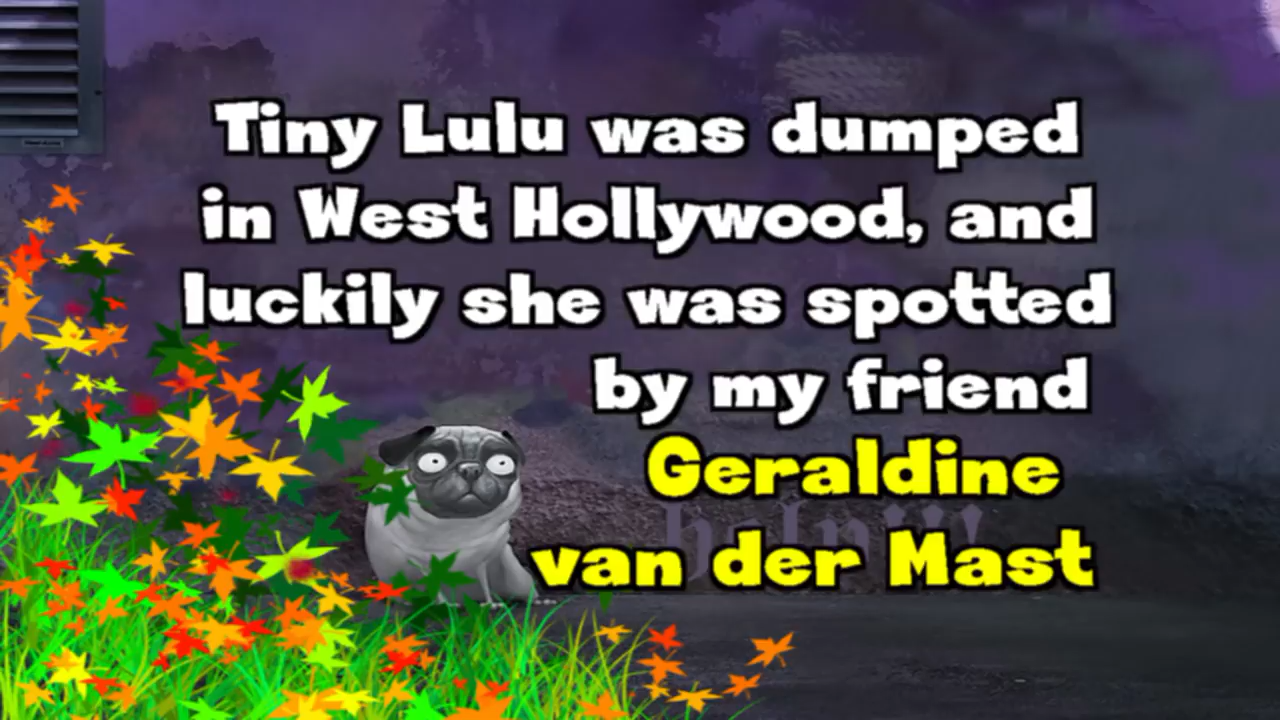 Tiny Lulu was dumped
in West Hollywood, and
luckily she was spotted
by my friend
Geraldine
van der Mast